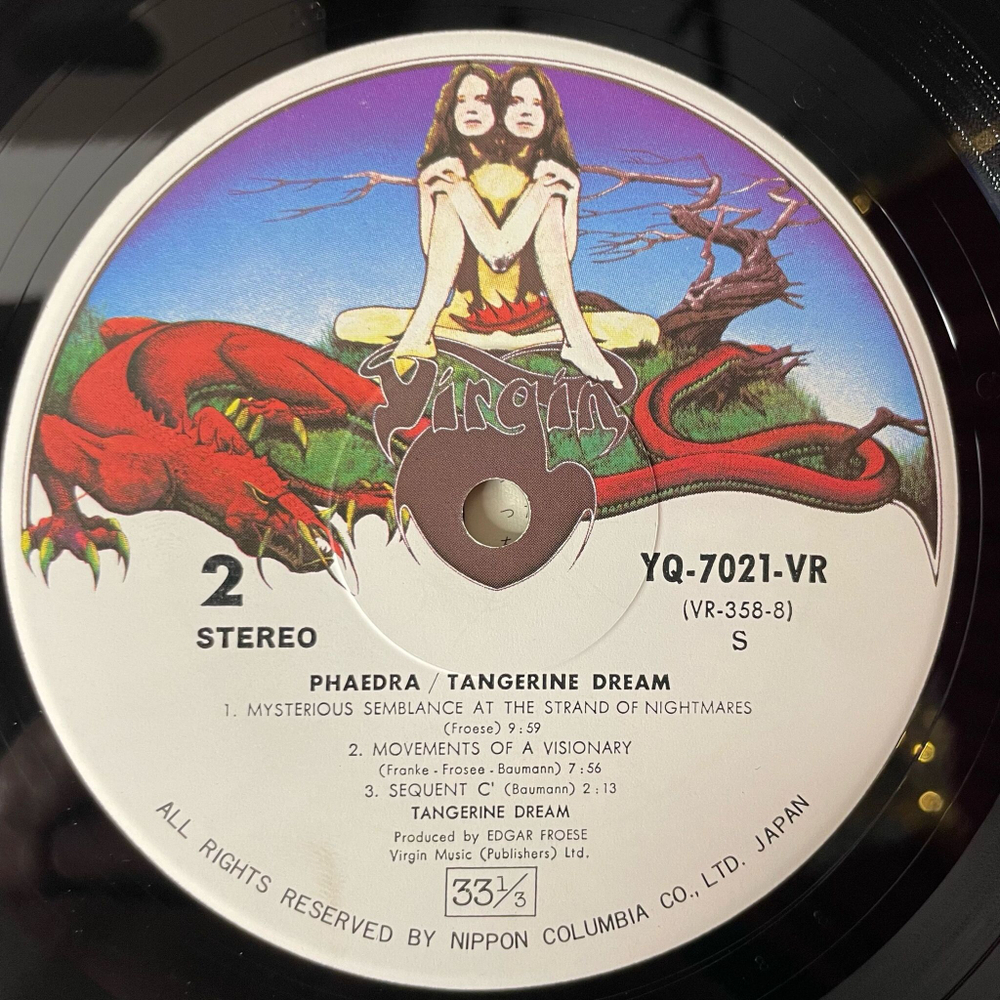 Virgin
2
STEREO
YQ-7021-VR
(VR-358-8)
S
PHAEDRA / TANGERINE DREAM
1. MYSTERIOUS SEMBLANCE AT THE STRAND OF NIGHTMARES
(Froese) 9:59
2. MOVEMENTS OF A VISIONARY
(Franke - Frosee - Baumann) 7:56
3. SEQUENT C' (Baumann) 2:13
TANGERINE DREAM
Produced by EDGAR FROESE
Virgin Music (Publishers) Ltd.
33 1/3
ALL RIGHTS RESERVED BY NIPPON COLUMBIA CO., LTD. JAPAN